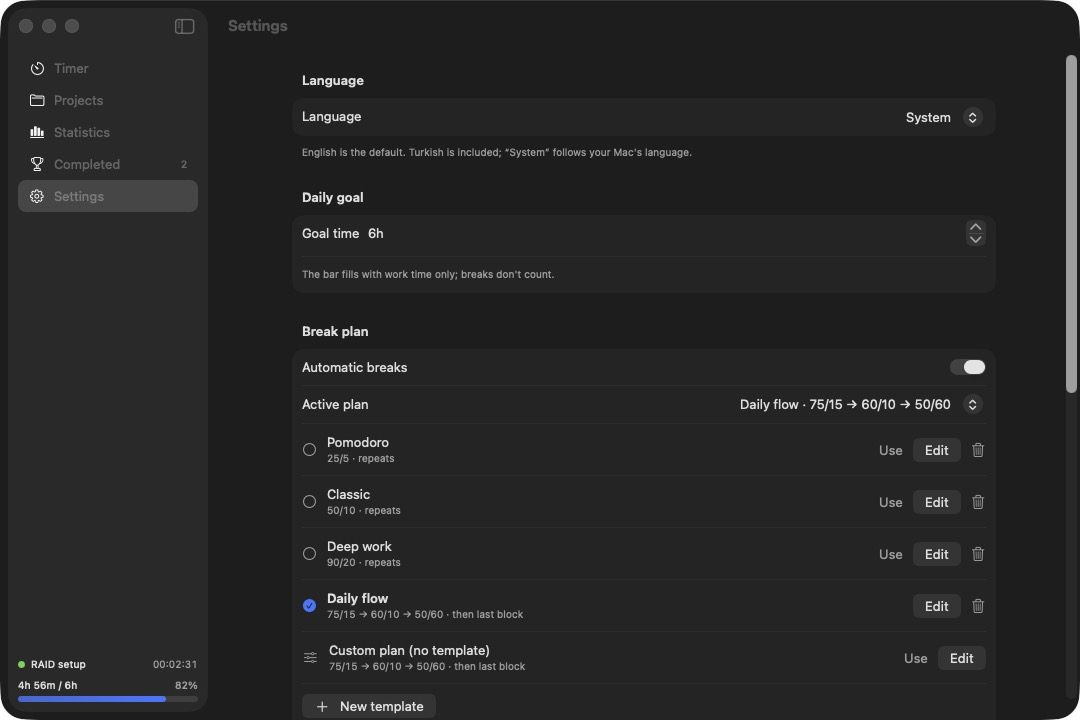 Settings
Timer
Projects
Statistics
Completed 2
Settings
RAID setup 00:02:31
4h 56m / 6h 82%
Language
Language System
English is the default. Turkish is included; “System” follows your Mac's language.
Daily goal
Goal time 6h
The bar fills with work time only; breaks don't count.
Break plan
Automatic breaks
Active plan Daily flow · 75/15 → 60/10 → 50/60
Pomodoro
25/5 · repeats
Use Edit
Classic
50/10 · repeats
Use Edit
Deep work
90/20 · repeats
Use Edit
Daily flow
75/15 → 60/10 → 50/60 · then last block
Edit
Custom plan (no template)
75/15 → 60/10 → 50/60 · then last block
Use Edit
+ New template